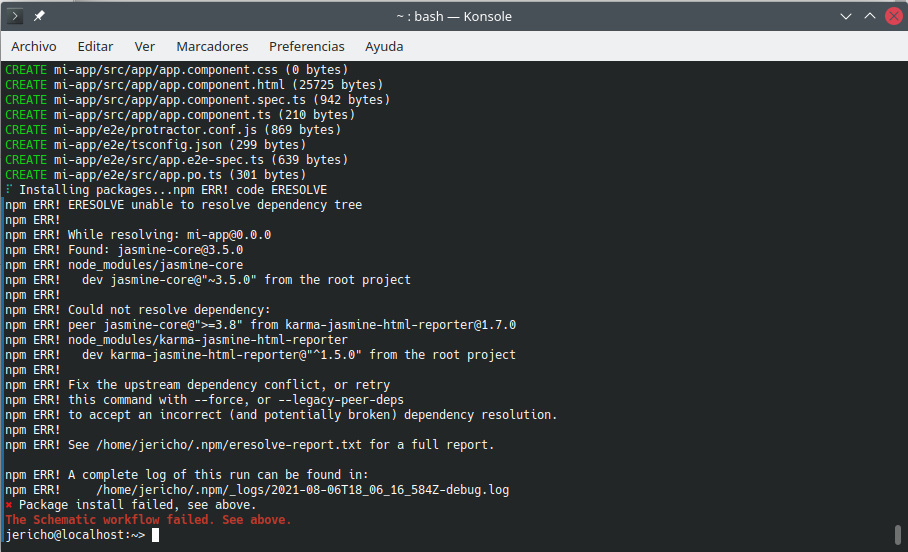 ~ : bash — Konsole
Archivo Editar Ver Marcadores Preferencias Ayuda
CREATE mi-app/src/app/app.component.css (0 bytes)
CREATE mi-app/src/app/app.component.html (25725 bytes)
CREATE mi-app/src/app/app.component.spec.ts (942 bytes)
CREATE mi-app/src/app/app.component.ts (210 bytes)
CREATE mi-app/e2e/protractor.conf.js (869 bytes)
CREATE mi-app/e2e/tsconfig.json (299 bytes)
CREATE mi-app/e2e/src/app.e2e-spec.ts (639 bytes)
CREATE mi-app/e2e/src/app.po.ts (301 bytes)
⠏ Installing packages...npm ERR! code ERESOLVE
npm ERR! ERESOLVE unable to resolve dependency tree
npm ERR!
npm ERR! While resolving: mi-app@0.0.0
npm ERR! Found: jasmine-core@3.5.0
npm ERR! node_modules/jasmine-core
npm ERR!   dev jasmine-core@"~3.5.0" from the root project
npm ERR!
npm ERR! Could not resolve dependency:
npm ERR! peer jasmine-core@">=3.8" from karma-jasmine-html-reporter@1.7.0
npm ERR! node_modules/karma-jasmine-html-reporter
npm ERR!   dev karma-jasmine-html-reporter@"^1.5.0" from the root project
npm ERR!
npm ERR! Fix the upstream dependency conflict, or retry
npm ERR! this command with --force, or --legacy-peer-deps
npm ERR! to accept an incorrect (and potentially broken) dependency resolution.
npm ERR!
npm ERR! See /home/jericho/.npm/eresolve-report.txt for a full report.
npm ERR! A complete log of this run can be found in:
npm ERR!     /home/jericho/.npm/_logs/2021-08-06T18_06_16_584Z-debug.log
✖ Package install failed, see above.
The Schematic workflow failed. See above.
jericho@localhost:~>